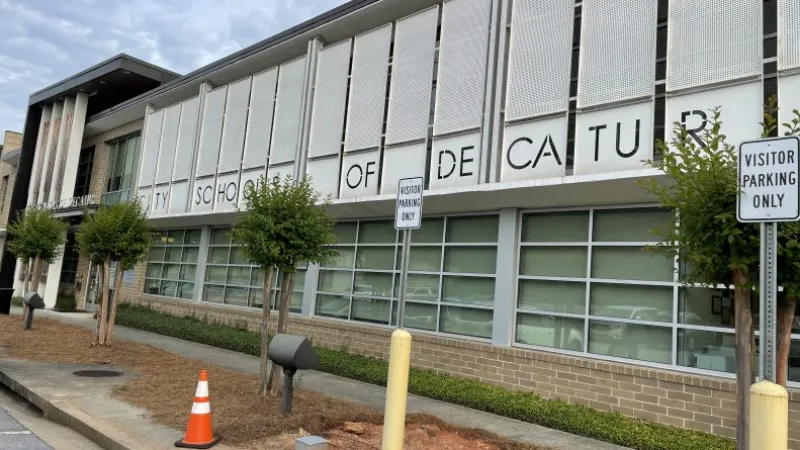 CITY SCHOOLS OF DECATUR
VISITOR
PARKING
ONLY
VISITOR
PARKING
ONLY